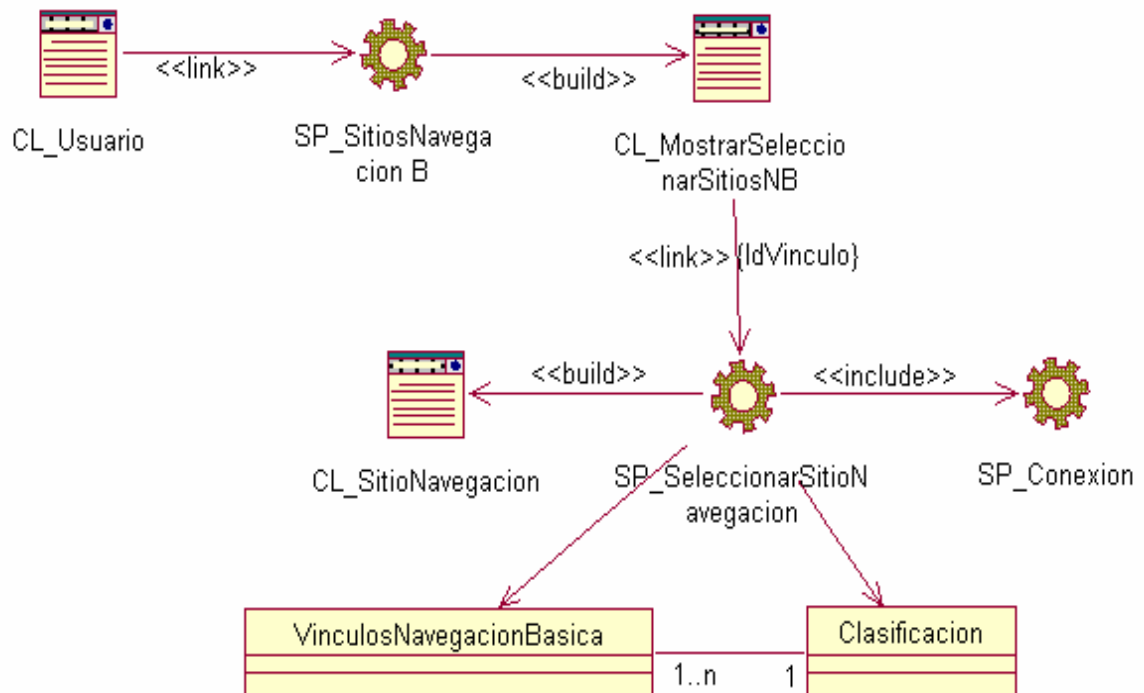 <<link>>
<<build>>
CL_Usuario
SP_SitiosNavega
cion B
CL_MostrarSeleccio
narSitiosNB
<<link>> {IdVinculo}
<<build>>
<<include>>
CL_SitioNavegacion
SP_SeleccionarSitioN
avegacion
SP_Conexion
VinculosNavegacionBasica
Clasificacion
1..n
1